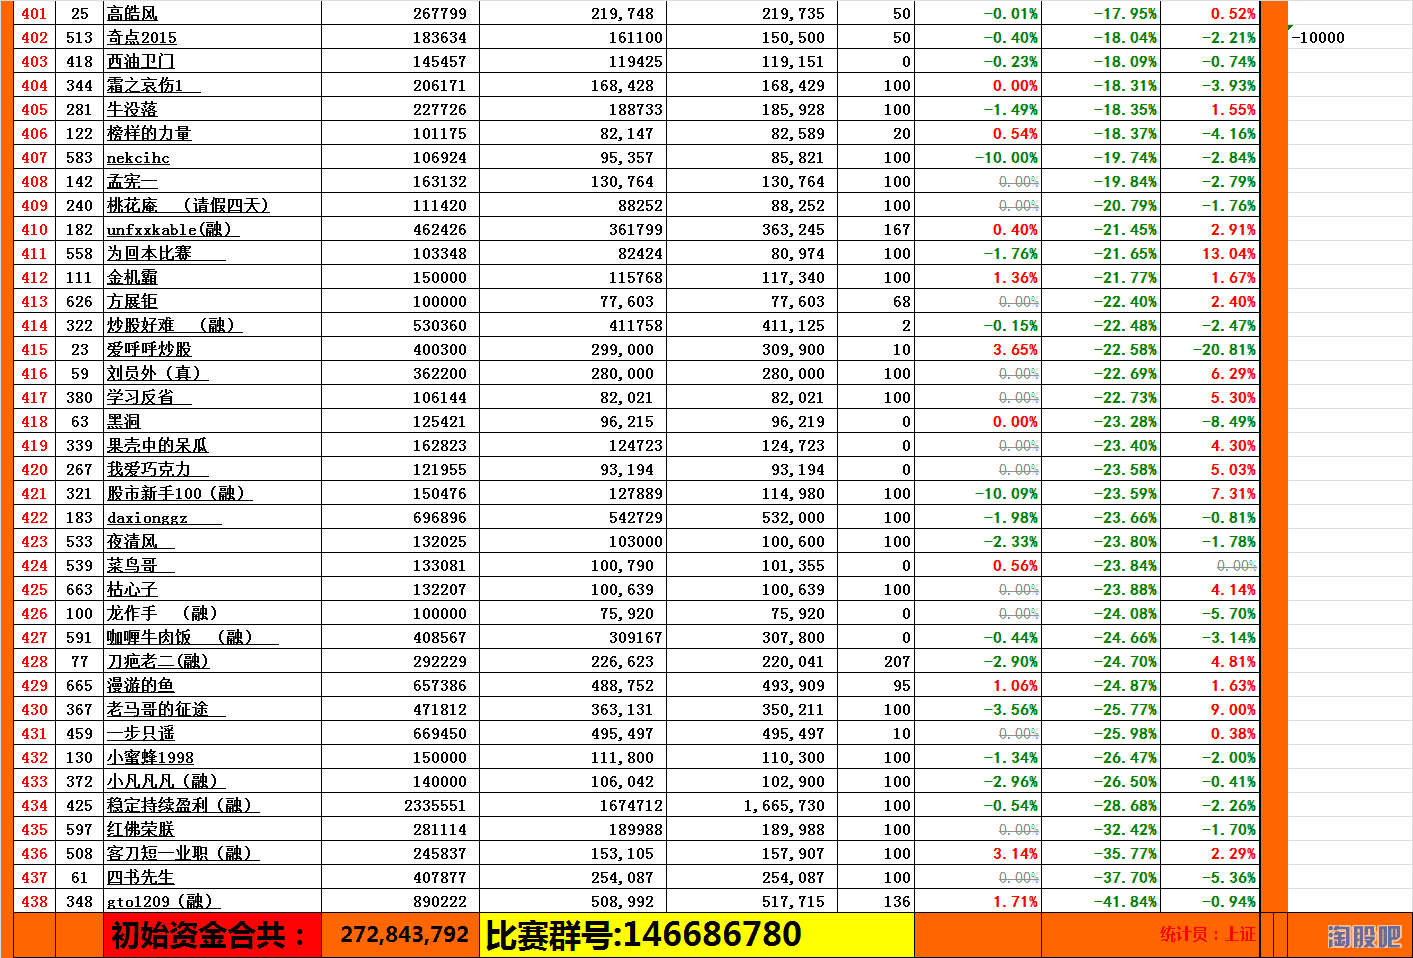 401 25 高皓风 267799 219,748 219,735 50 -0.01% -17.95% 0.52%
402 513 奇点2015 183634 161100 150,500 50 -0.40% -18.04% -2.21% -10000
403 418 西油卫门 145457 119425 119,151 0 -0.23% -18.09% -0.74%
404 344 霜之哀伤1 206171 168,428 168,429 100 0.00% -18.31% -3.93%
405 281 牛没落 227726 188733 185,928 100 -1.49% -18.35% 1.55%
406 122 榜样的力量 101175 82,147 82,589 20 0.54% -18.37% -4.16%
407 583 nekcihc 106924 95,357 85,821 100 -10.00% -19.74% -2.84%
408 142 孟宪一 163132 130,764 130,764 100 0.00% -19.84% -2.79%
409 240 桃花庵 （请假四天） 111420 88252 88,252 100 0.00% -20.79% -1.76%
410 182 unfxxkable(融） 462426 361799 363,245 167 0.40% -21.45% 2.91%
411 558 为回本比赛 103348 82424 80,974 100 -1.76% -21.65% 13.04%
412 111 金机霸 150000 115768 117,340 100 1.36% -21.77% 1.67%
413 626 方展钜 100000 77,603 77,603 68 0.00% -22.40% 2.40%
414 322 炒股好难 （融） 530360 411758 411,125 2 -0.15% -22.48% -2.47%
415 23 爱呼呼炒股 400300 299,000 309,900 10 3.65% -22.58% -20.81%
416 59 刘员外（真） 362200 280,000 280,000 100 0.00% -22.69% 6.29%
417 380 学习反省 106144 82,021 82,021 100 0.00% -22.73% 5.30%
418 63 黑洞 125421 96,215 96,219 0 0.00% -23.28% -8.49%
419 339 果壳中的呆瓜 162823 124723 124,723 0 0.00% -23.40% 4.30%
420 267 我爱巧克力 121955 93,194 93,194 0 0.00% -23.58% 5.03%
421 321 股市新手100（融） 150476 127889 114,980 100 -10.09% -23.59% 7.31%
422 183 daxionggz 696896 542729 532,000 100 -1.98% -23.66% -0.81%
423 533 夜清风 132025 103000 100,600 100 -2.33% -23.80% -1.78%
424 539 菜鸟哥 133081 100,790 101,355 0 0.56% -23.84% 0.00%
425 663 枯心子 132207 100,639 100,639 100 0.00% -23.88% 4.14%
426 100 龙作手 （融） 100000 75,920 75,920 0 0.00% -24.08% -5.70%
427 591 咖喱牛肉饭 （融） 408567 309167 307,800 0 -0.44% -24.66% -3.14%
428 77 刀疤老二(融) 292229 226,623 220,041 207 -2.90% -24.70% 4.81%
429 665 漫游的鱼 657386 488,752 493,909 95 1.06% -24.87% 1.63%
430 367 老马哥的征途 471812 363,131 350,211 100 -3.56% -25.77% 9.00%
431 459 一步只遥 669450 495,497 495,497 10 0.00% -25.98% 0.38%
432 130 小蜜蜂1998 150000 111,800 110,300 100 -1.34% -26.47% -2.00%
433 372 小凡凡凡（融） 140000 106,042 102,900 100 -2.96% -26.50% -0.41%
434 425 稳定持续盈利（融） 2335551 1674712 1,665,730 100 -0.54% -28.68% -2.26%
435 597 红佛荣朕 281114 189988 189,988 100 0.00% -32.42% -1.70%
436 508 客刀短一业职（融） 245837 153,105 157,907 100 3.14% -35.77% 2.29%
437 61 四书先生 407877 254,087 254,087 100 0.00% -37.70% -5.36%
438 348 gto1209（融） 890222 508,992 517,715 136 1.71% -41.84% -0.94%
初始资金合共： 272,843,792 比赛群号:146686780 统计员：上证 淘股吧